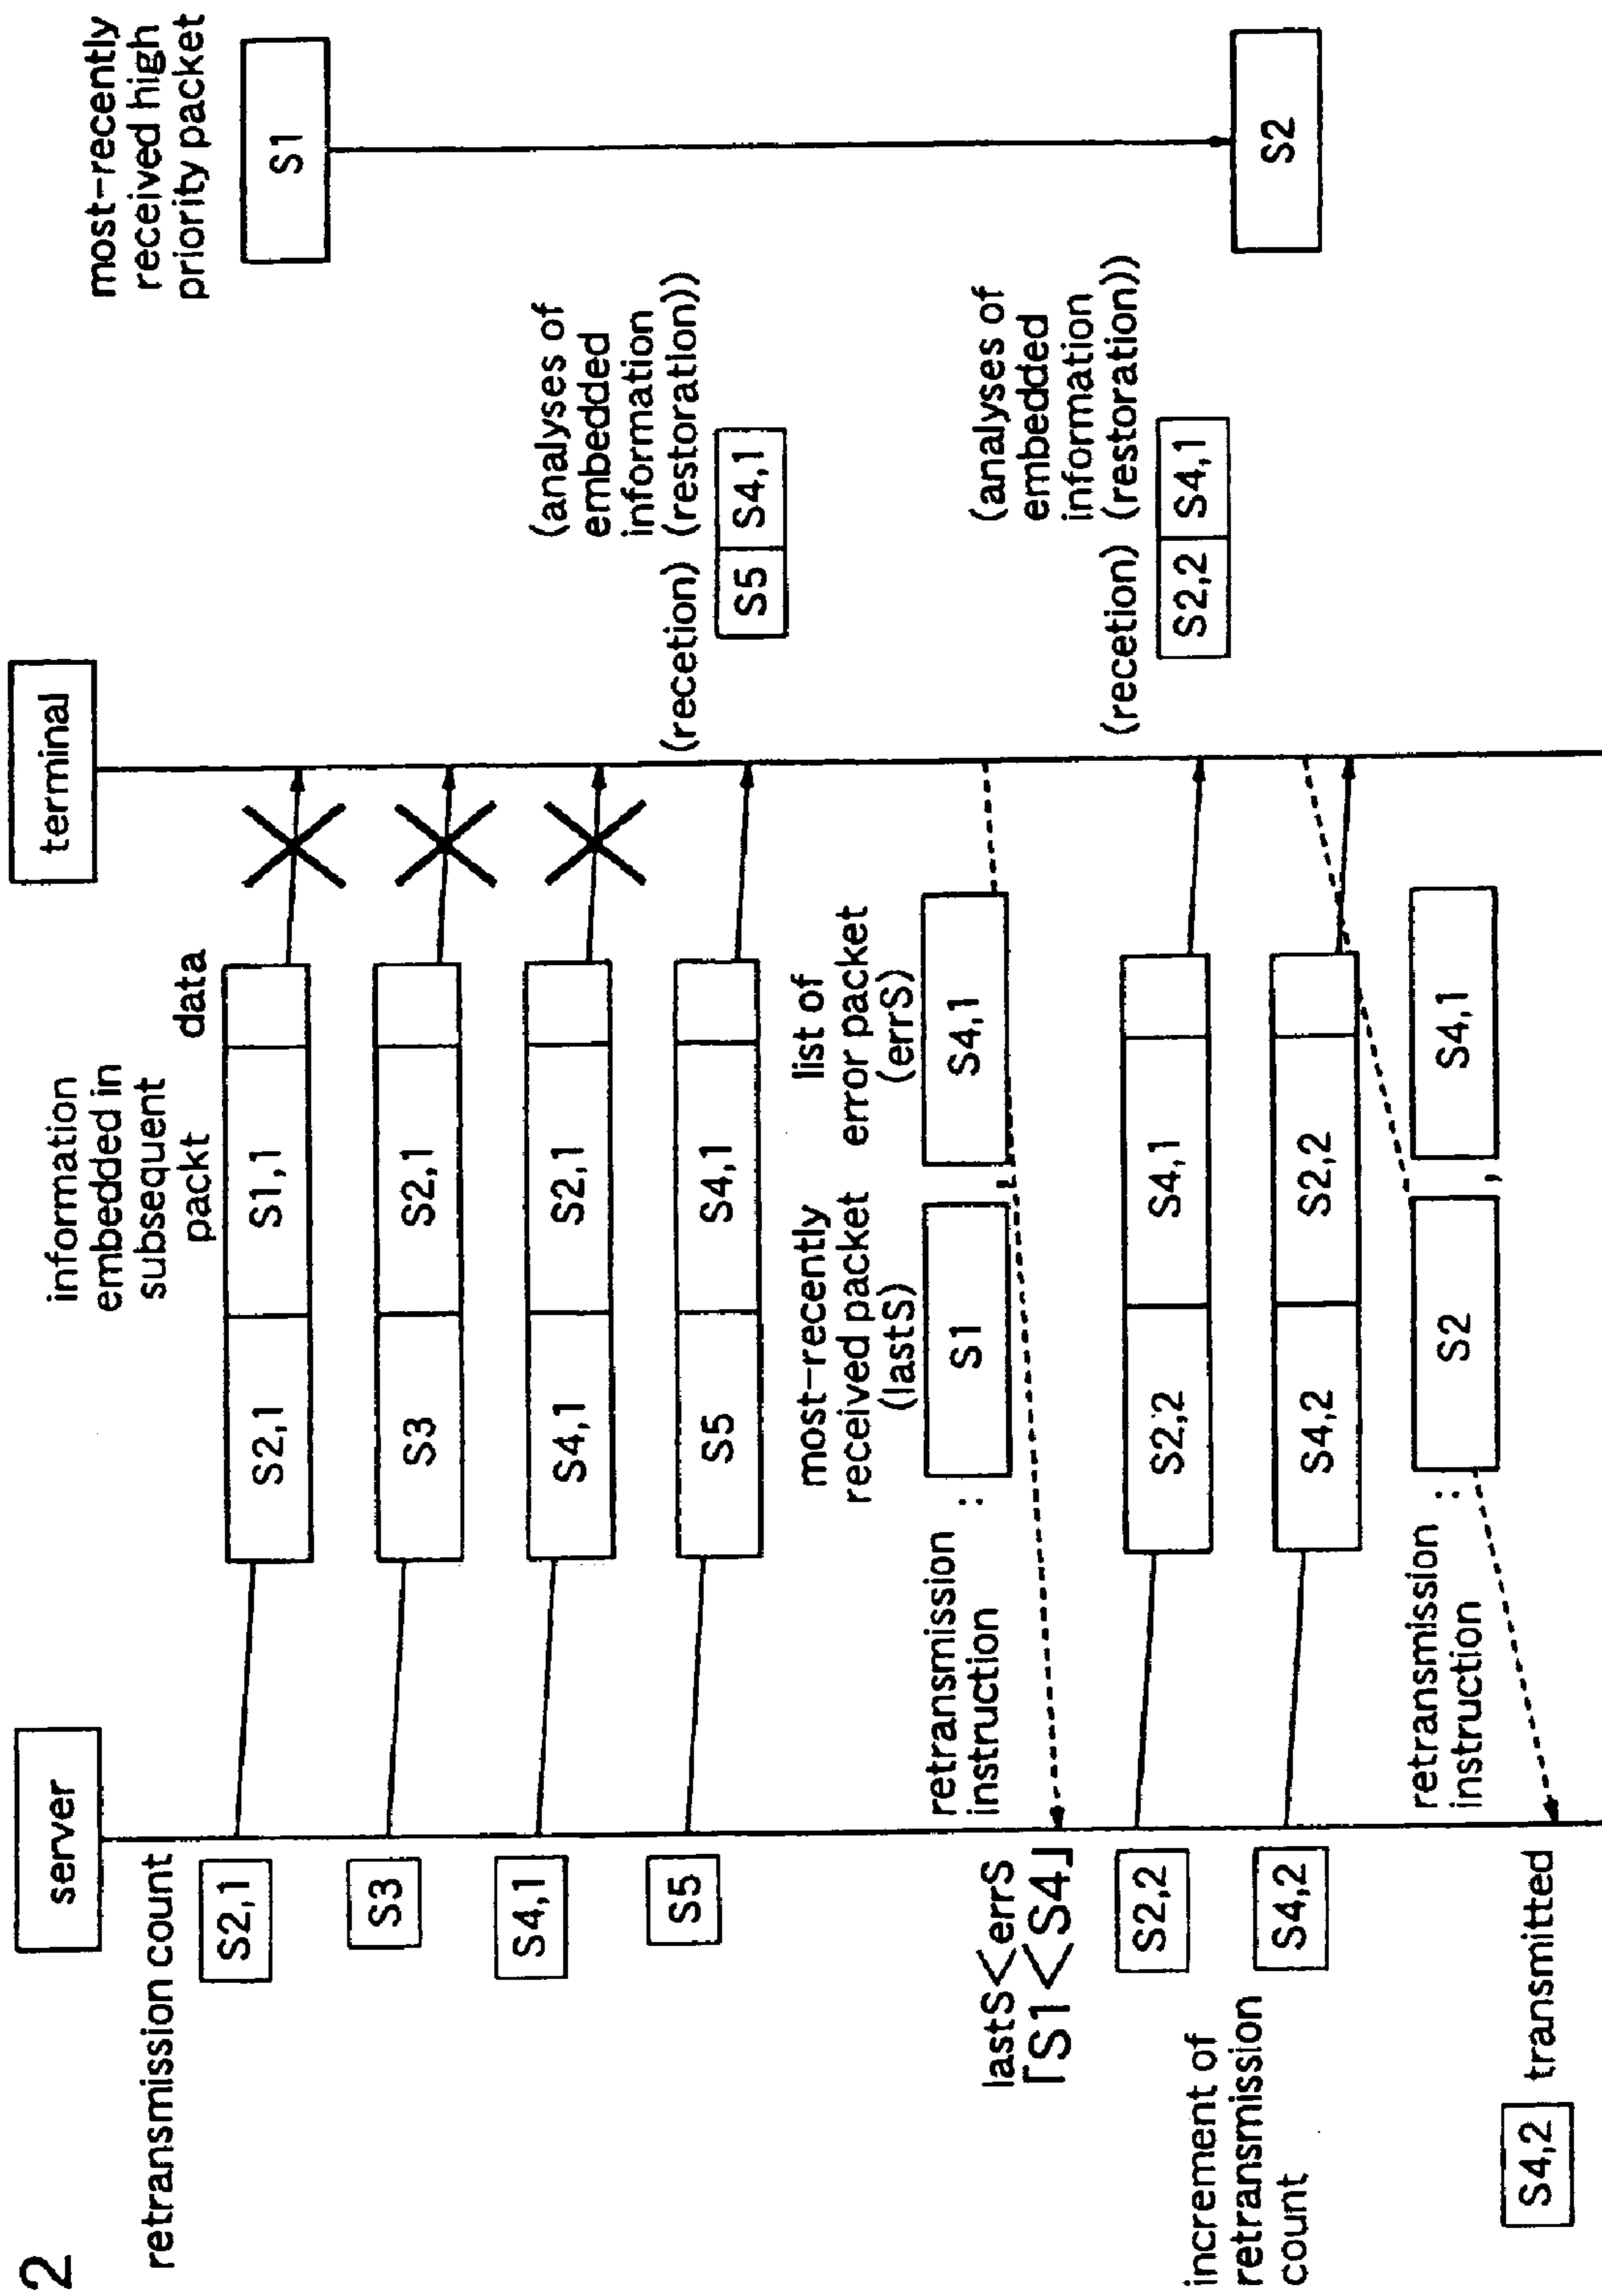 2
server
terminal
retransmission count
information
embedded in
subsequent
packt
data
most-recently
received high
priority packet
S2,1
S2,1
S1,1
S1
S3
S3
S2,1
S4,1
S4,1
S2,1
S5
S5
S4,1
(recetion)
(analyses of
embedded
information
(restoration))
S5
S4,1
most-recently
received packet
(lastS)
list of
error packet
(errS)
retransmission
instruction
:
S1
,
S4,1
lastS<errS
「S1<S4」
S2,2
S2,2
S4,1
(recetion)
(analyses of
embedded
information
(restoration))
S2,2
S4,1
increment of
retransmission
count
S4,2
S4,2
S2,2
S2
retransmission
instruction
:
S2
,
S4,1
S4,2
transmitted